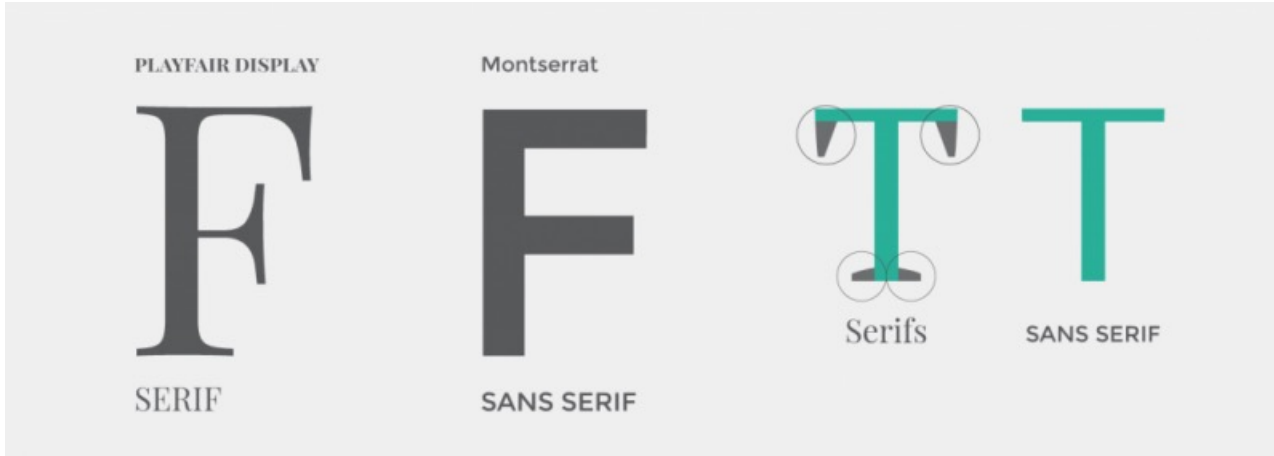 PLAYFAIR DISPLAY
F
SERIF
Montserrat
F
SANS SERIF
T
Serifs
T
SANS SERIF